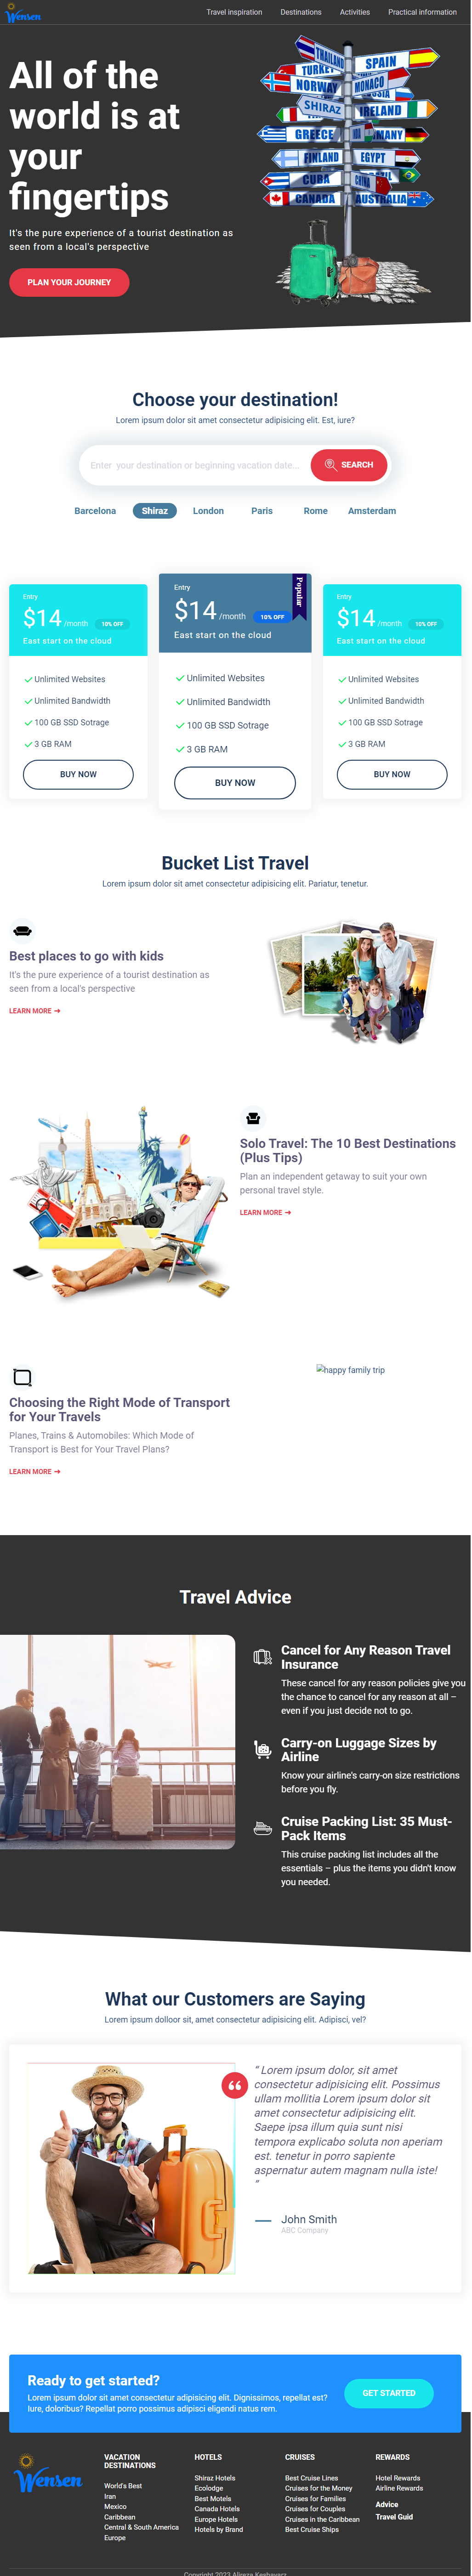 Wensen
Travel inspiration
Destinations
Activities
Practical information
All of the
world is at
your
fingertips
It's the pure experience of a tourist destination as
seen from a local's perspective
PLAN YOUR JOURNEY
THAILAND
SPAIN
TURKEY
NORWAY
MONACO
SHIRAZ
IRELAND
GREECE
FINLAND
EGYPT
CUBA
CANADA
AUSTRALIA
Choose your destination!
Lorem ipsum dolor sit amet consectetur adipisicing elit. Est, iure?
Enter your destination or beginning vacation date...
SEARCH
Barcelona
Shiraz
London
Paris
Rome
Amsterdam
Entry
$14 /month 10% OFF
East start on the cloud
Unlimited Websites
Unlimited Bandwidth
100 GB SSD Sotrage
3 GB RAM
BUY NOW
Popular
Entry
$14 /month 10% OFF
East start on the cloud
Unlimited Websites
Unlimited Bandwidth
100 GB SSD Sotrage
3 GB RAM
BUY NOW
Entry
$14 /month 10% OFF
East start on the cloud
Unlimited Websites
Unlimited Bandwidth
100 GB SSD Sotrage
3 GB RAM
BUY NOW
Bucket List Travel
Lorem ipsum dolor sit amet consectetur adipisicing elit. Pariatur, tenetur.
Best places to go with kids
It's the pure experience of a tourist destination as
seen from a local's perspective
LEARN MORE ➜
Solo Travel: The 10 Best Destinations
(Plus Tips)
Plan an independent getaway to suit your own
personal travel style.
LEARN MORE ➜
Choosing the Right Mode of Transport
for Your Travels
Planes, Trains & Automobiles: Which Mode of
Transport is Best for Your Travel Plans?
LEARN MORE ➜
happy family trip
Travel Advice
Cancel for Any Reason Travel
Insurance
These cancel for any reason policies give you
the chance to cancel for any reason at all –
even if you just decide not to go.
Carry-on Luggage Sizes by
Airline
Know your airline's carry-on size restrictions
before you fly.
Cruise Packing List: 35 Must-
Pack Items
This cruise packing list includes all the
essentials – plus the items you didn't know
you needed.
What our Customers are Saying
Lorem ipsum dolloor sit, amet consectetur adipisicing elit. Adipisci, vel?
“ Lorem ipsum dolor, sit amet
consectetur adipisicing elit. Possimus
ullam mollitia Lorem ipsum dolor sit
amet consectetur adipisicing elit.
Saepe ipsa illum quia sunt nisi
tempora explicabo soluta non aperiam
est. tenetur in porro sapiente
aspernatur autem magnam nulla iste!
”
John Smith
ABC Company
Ready to get started?
Lorem ipsum dolor sit amet consectetur adipisicing elit. Dignissimos, repellat est?
Iure, doloribus? Repellat porro possimus adipisci eligendi natus rem.
GET STARTED
Wensen
VACATION
DESTINATIONS
World's Best
Iran
Mexico
Caribbean
Central & South America
Europe
HOTELS
Shiraz Hotels
Ecolodge
Best Motels
Canada Hotels
Europe Hotels
Hotels by Brand
CRUISES
Best Cruise Lines
Cruises for the Money
Cruises for Families
Cruises for Couples
Cruises in the Caribbean
Best Cruise Ships
REWARDS
Hotel Rewards
Airline Rewards
Advice
Travel Guid
Copyright 2023 Alireza Keshavarz